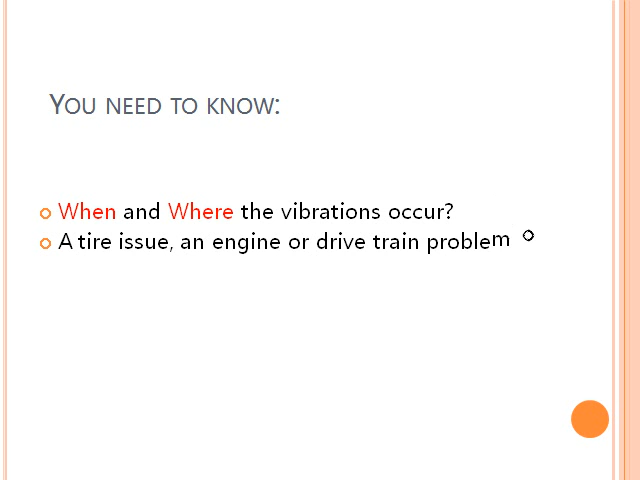 YOU NEED TO KNOW:
When and Where the vibrations occur?
A tire issue, an engine or drive train problem